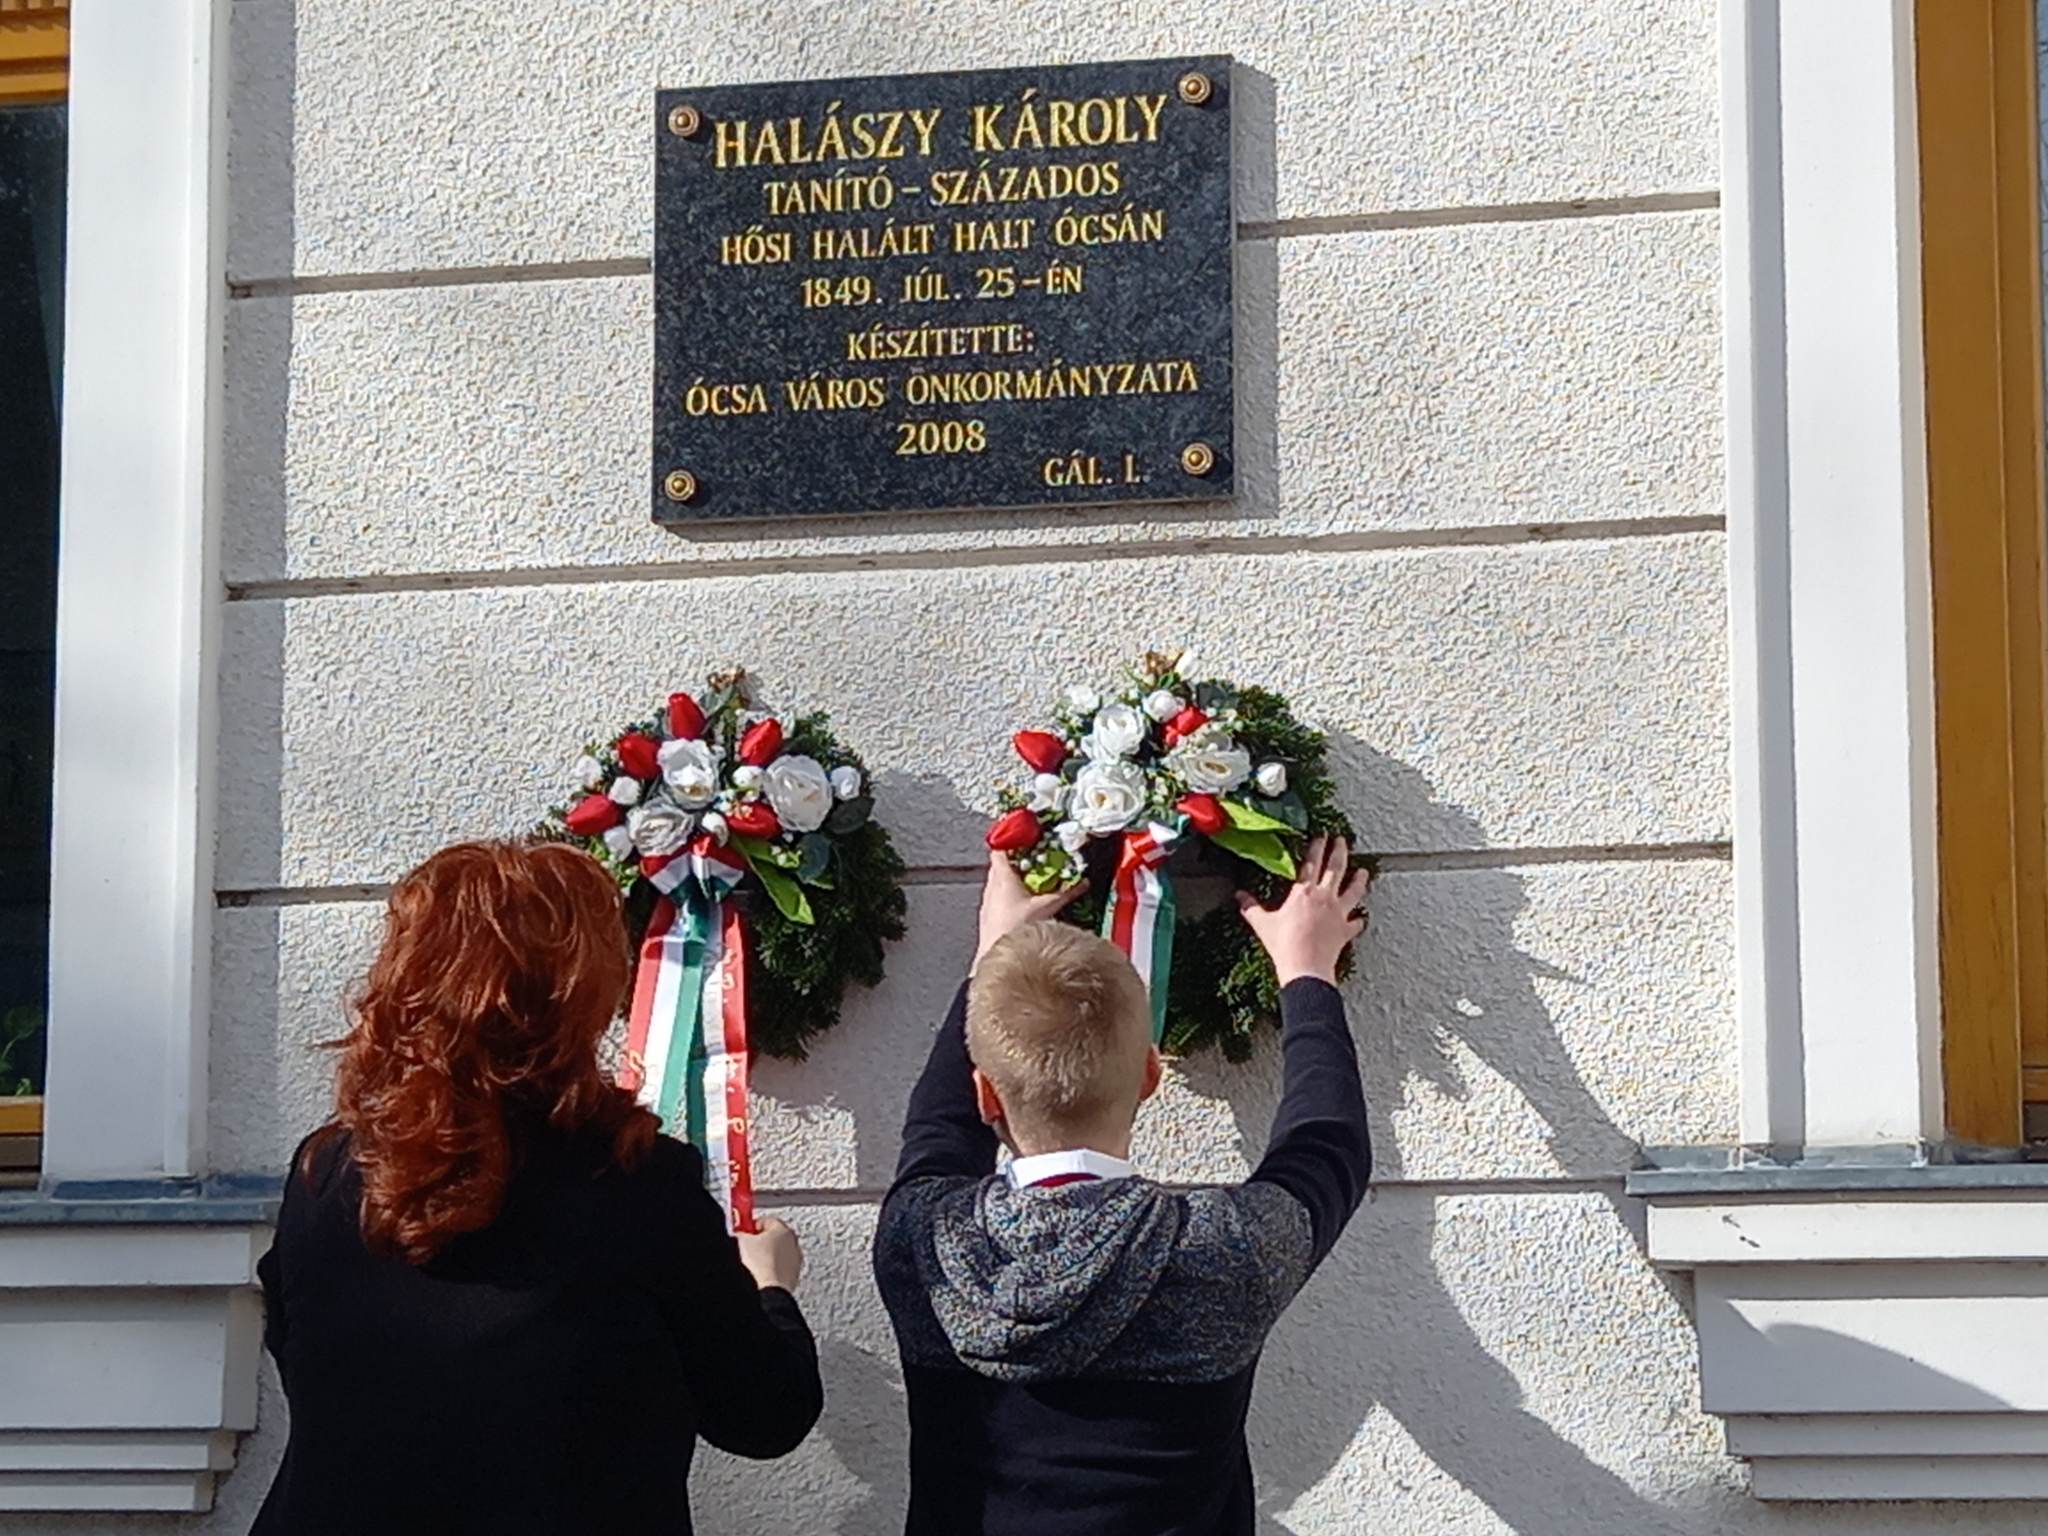 HALÁSZY KÁROLY
TANÍTÓ – SZÁZADOS
HŐSI HALÁLT HALT ÓCSÁN
1849. JÚL. 25 – ÉN
KÉSZÍTETTE:
ÓCSA VÁROS ÖNKORMÁNYZATA
2008
GÁL. I.